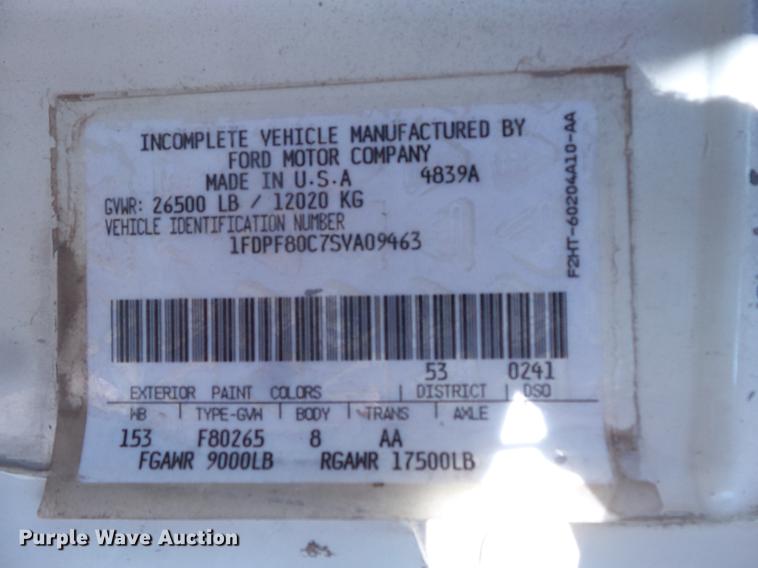 INCOMPLETE VEHICLE MANUFACTURED BY
FORD MOTOR COMPANY
MADE IN U.S.A 4839A
GVWR: 26500 LB / 12020 KG
VEHICLE IDENTIFICATION NUMBER
1FDPF80C7SVA09463
F2HT-60204A10-AA
53 0241
EXTERIOR PAINT COLORS DISTRICT DSO
WB TYPE-GVW BODY TRANS AXLE
153 F80265 8 AA
FGAWR 9000LB RGAWR 17500LB
Purple Wave Auction